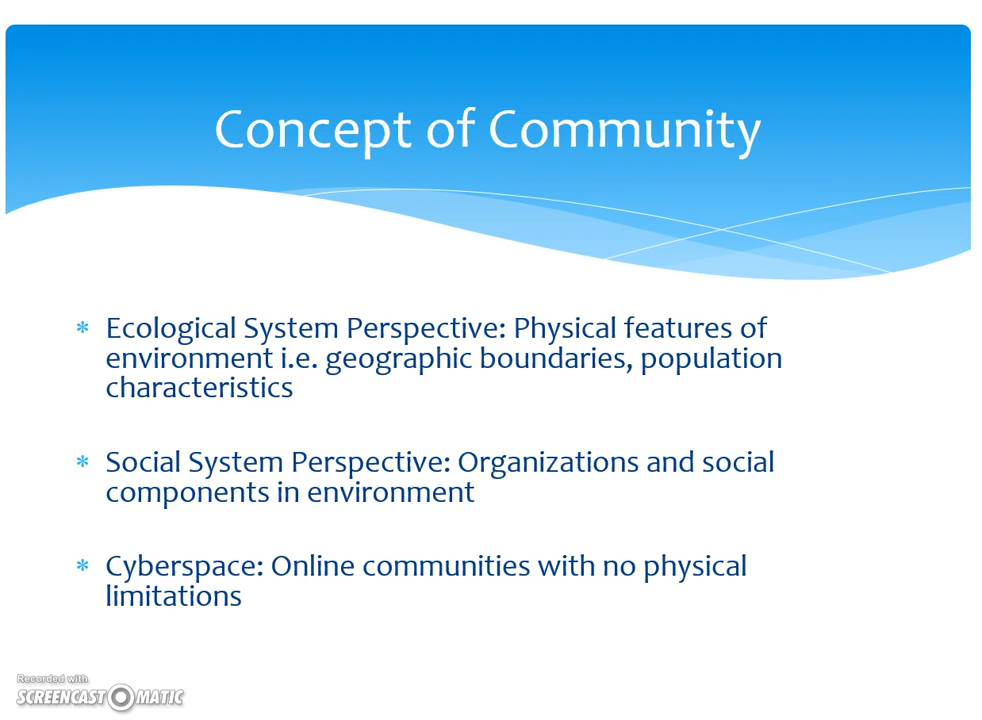 Concept of Community
* Ecological System Perspective: Physical features of
environment i.e. geographic boundaries, population
characteristics
* Social System Perspective: Organizations and social
components in environment
* Cyberspace: Online communities with no physical
limitations
Recorded with
SCREENCAST O MATIC